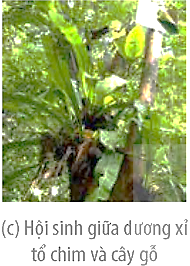 (c) Hội sinh giữa dương xỉ
tổ chim và cây gỗ